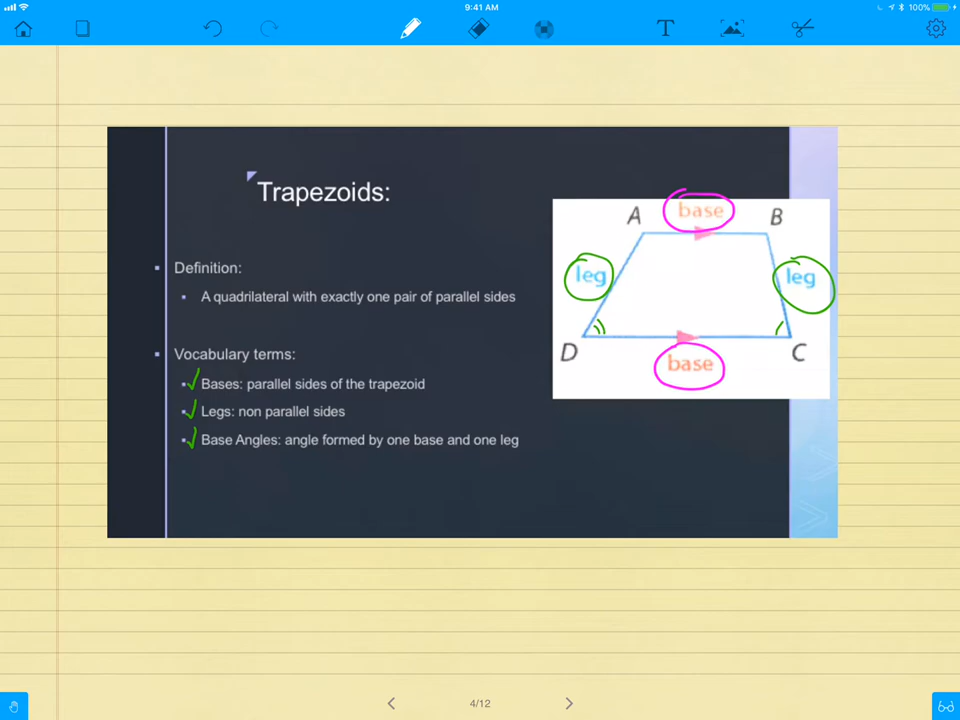 9:41 AM
100%
T
Trapezoids:
Definition:
A quadrilateral with exactly one pair of parallel sides
Vocabulary terms:
Bases: parallel sides of the trapezoid
Legs: non parallel sides
Base Angles: angle formed by one base and one leg
A base B
leg leg
D base C
4/12